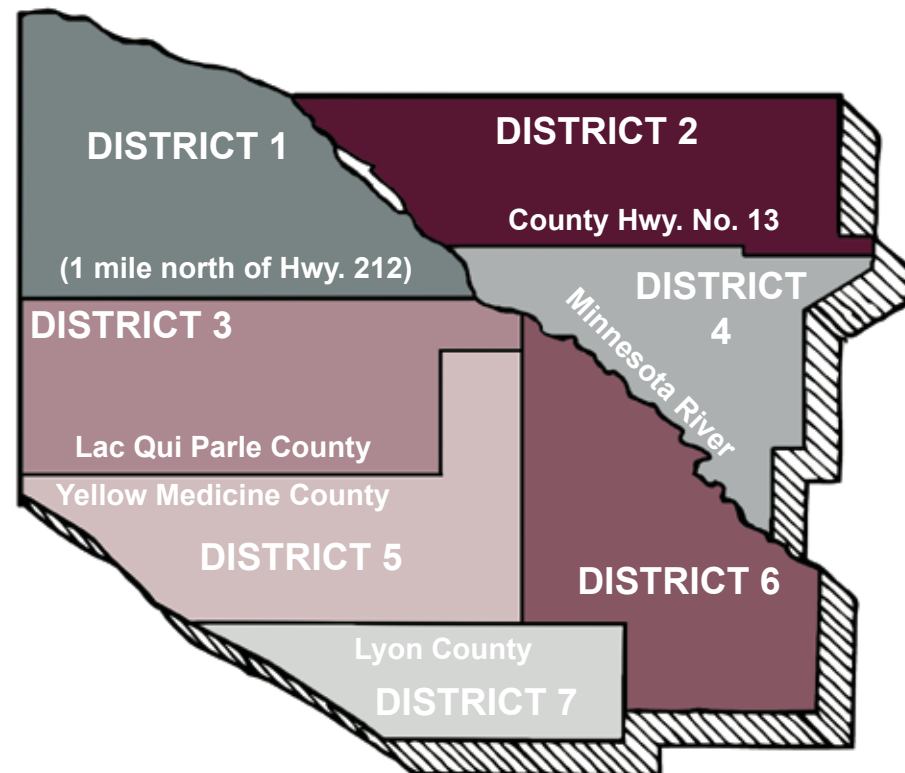 DISTRICT 1
DISTRICT 2
County Hwy. No. 13
(1 mile north of Hwy. 212)
DISTRICT
4
DISTRICT 3
Minnesota River
Lac Qui Parle County
Yellow Medicine County
DISTRICT 5
DISTRICT 6
Lyon County
DISTRICT 7